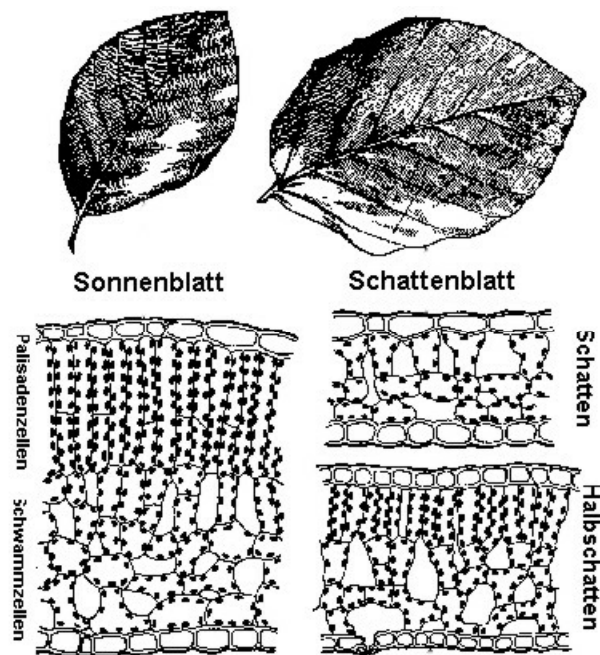 Sonnenblatt
Schattenblatt
Palisadenzellen
Schwammzellen
Schatten
Halbschatten